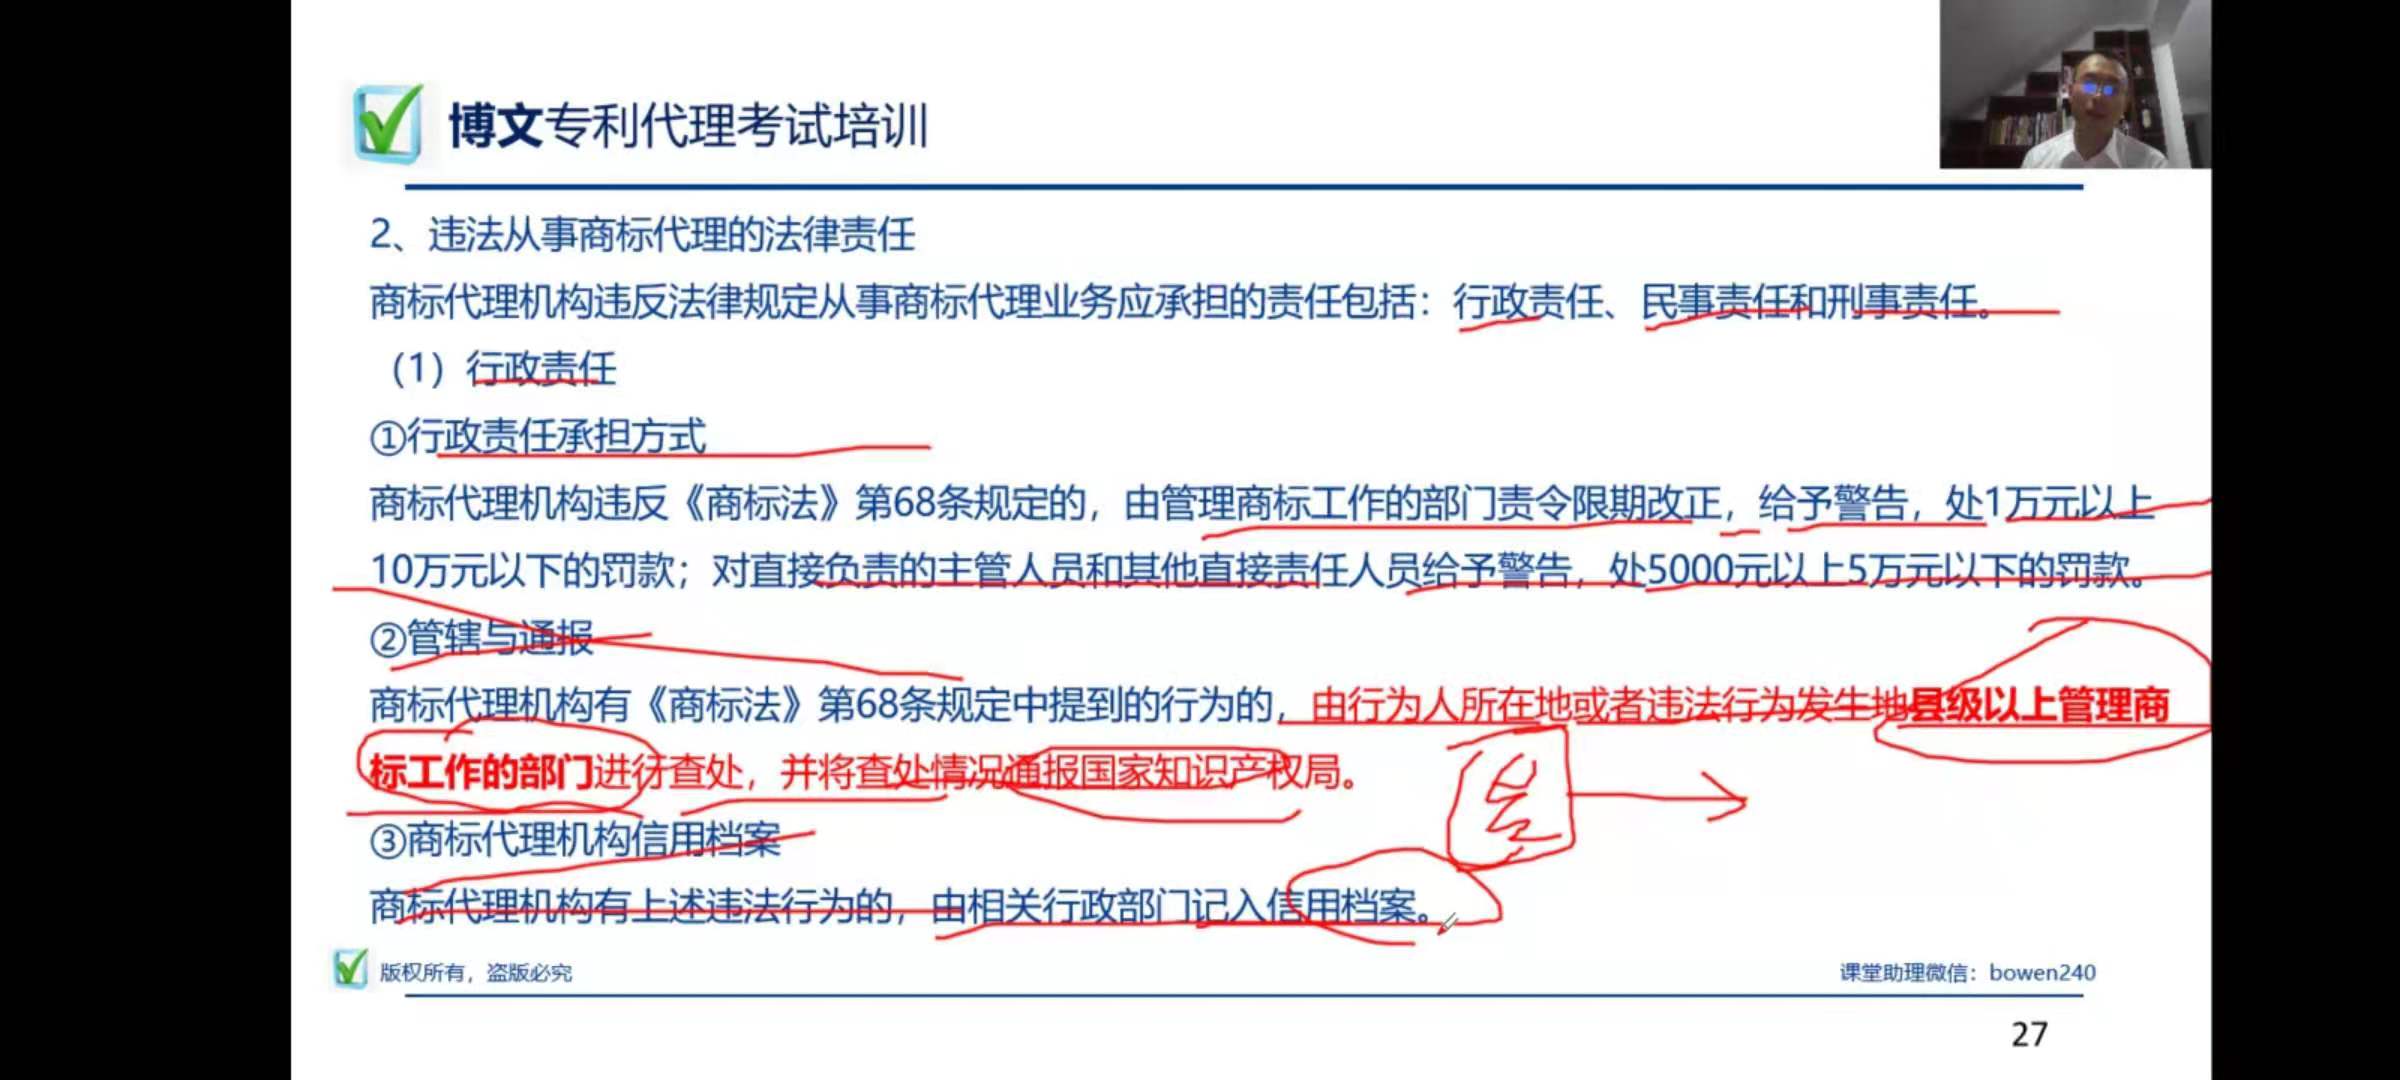 博文专利代理考试培训
2、违法从事商标代理的法律责任
商标代理机构违反法律规定从事商标代理业务应承担的责任包括：行政责任、民事责任和刑事责任。
（1）行政责任
①行政责任承担方式
商标代理机构违反《商标法》第68条规定的，由管理商标工作的部门责令限期改正，给予警告，处1万元以上
10万元以下的罚款；对直接负责的主管人员和其他直接责任人员给予警告，处5000元以上5万元以下的罚款。
②管辖与通报
商标代理机构有《商标法》第68条规定中提到的行为的，由行为人所在地或者违法行为发生地县级以上管理商
标工作的部门进行查处，并将查处情况通报国家知识产权局。
③商标代理机构信用档案
商标代理机构有上述违法行为的，由相关行政部门记入信用档案。
版权所有，盗版必究
课堂助理微信：bowen240
27